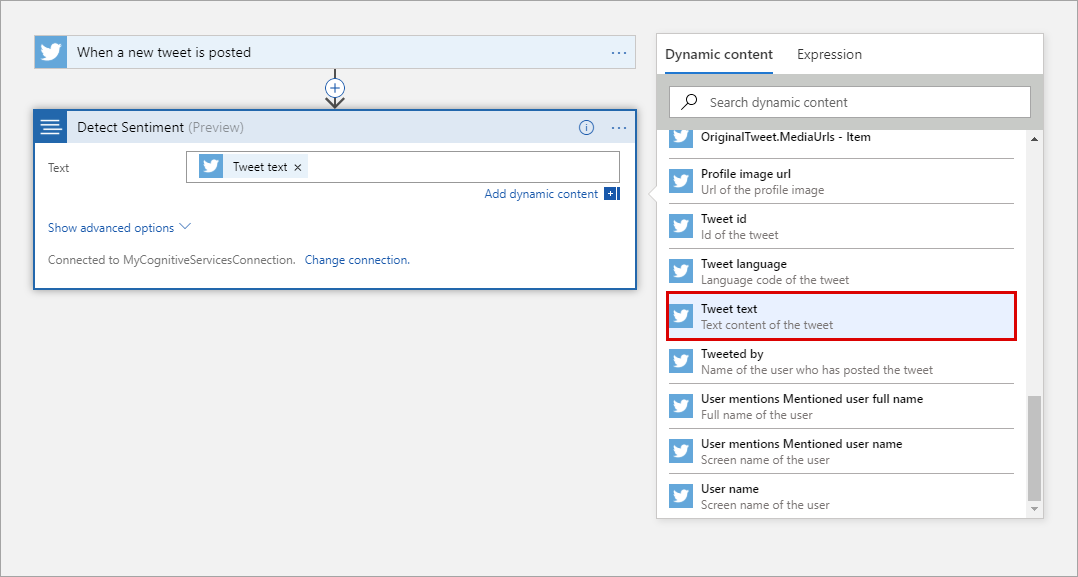 When a new tweet is posted
Detect Sentiment (Preview)
Text
Tweet text
Add dynamic content
Show advanced options
Connected to MyCognitiveServicesConnection. Change connection.
Dynamic content Expression
Search dynamic content
OriginalTweet.MediaUrls - Item
Profile image url
Url of the profile image
Tweet id
Id of the tweet
Tweet language
Language code of the tweet
Tweet text
Text content of the tweet
Tweeted by
Name of the user who has posted the tweet
User mentions Mentioned user full name
Full name of the user
User mentions Mentioned user name
Screen name of the user
User name
Screen name of the user